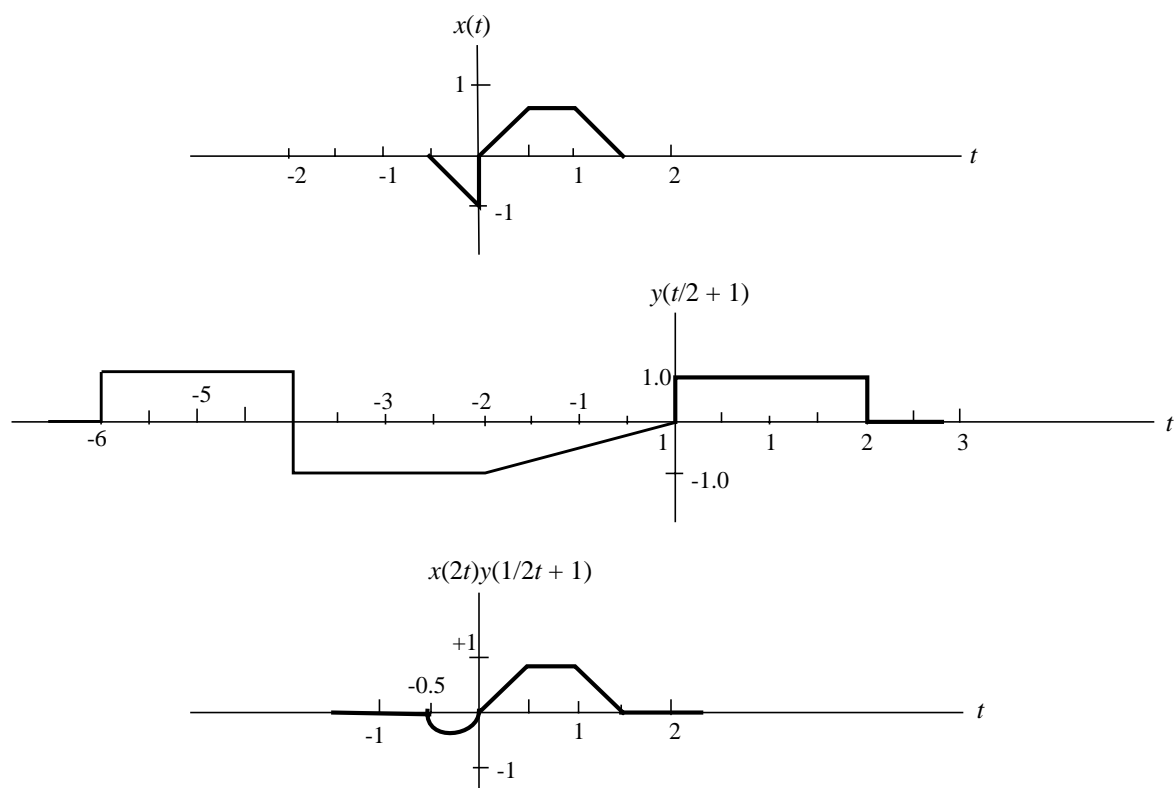 x(t)
1
t
-2 -1 1 2
-1
y(t/2 + 1)
1.0
-5 -3 -2 -1
t
-6 1 1 2 3
-1.0
x(2t)y(1/2t + 1)
+1
-0.5
t
-1 1 2
-1